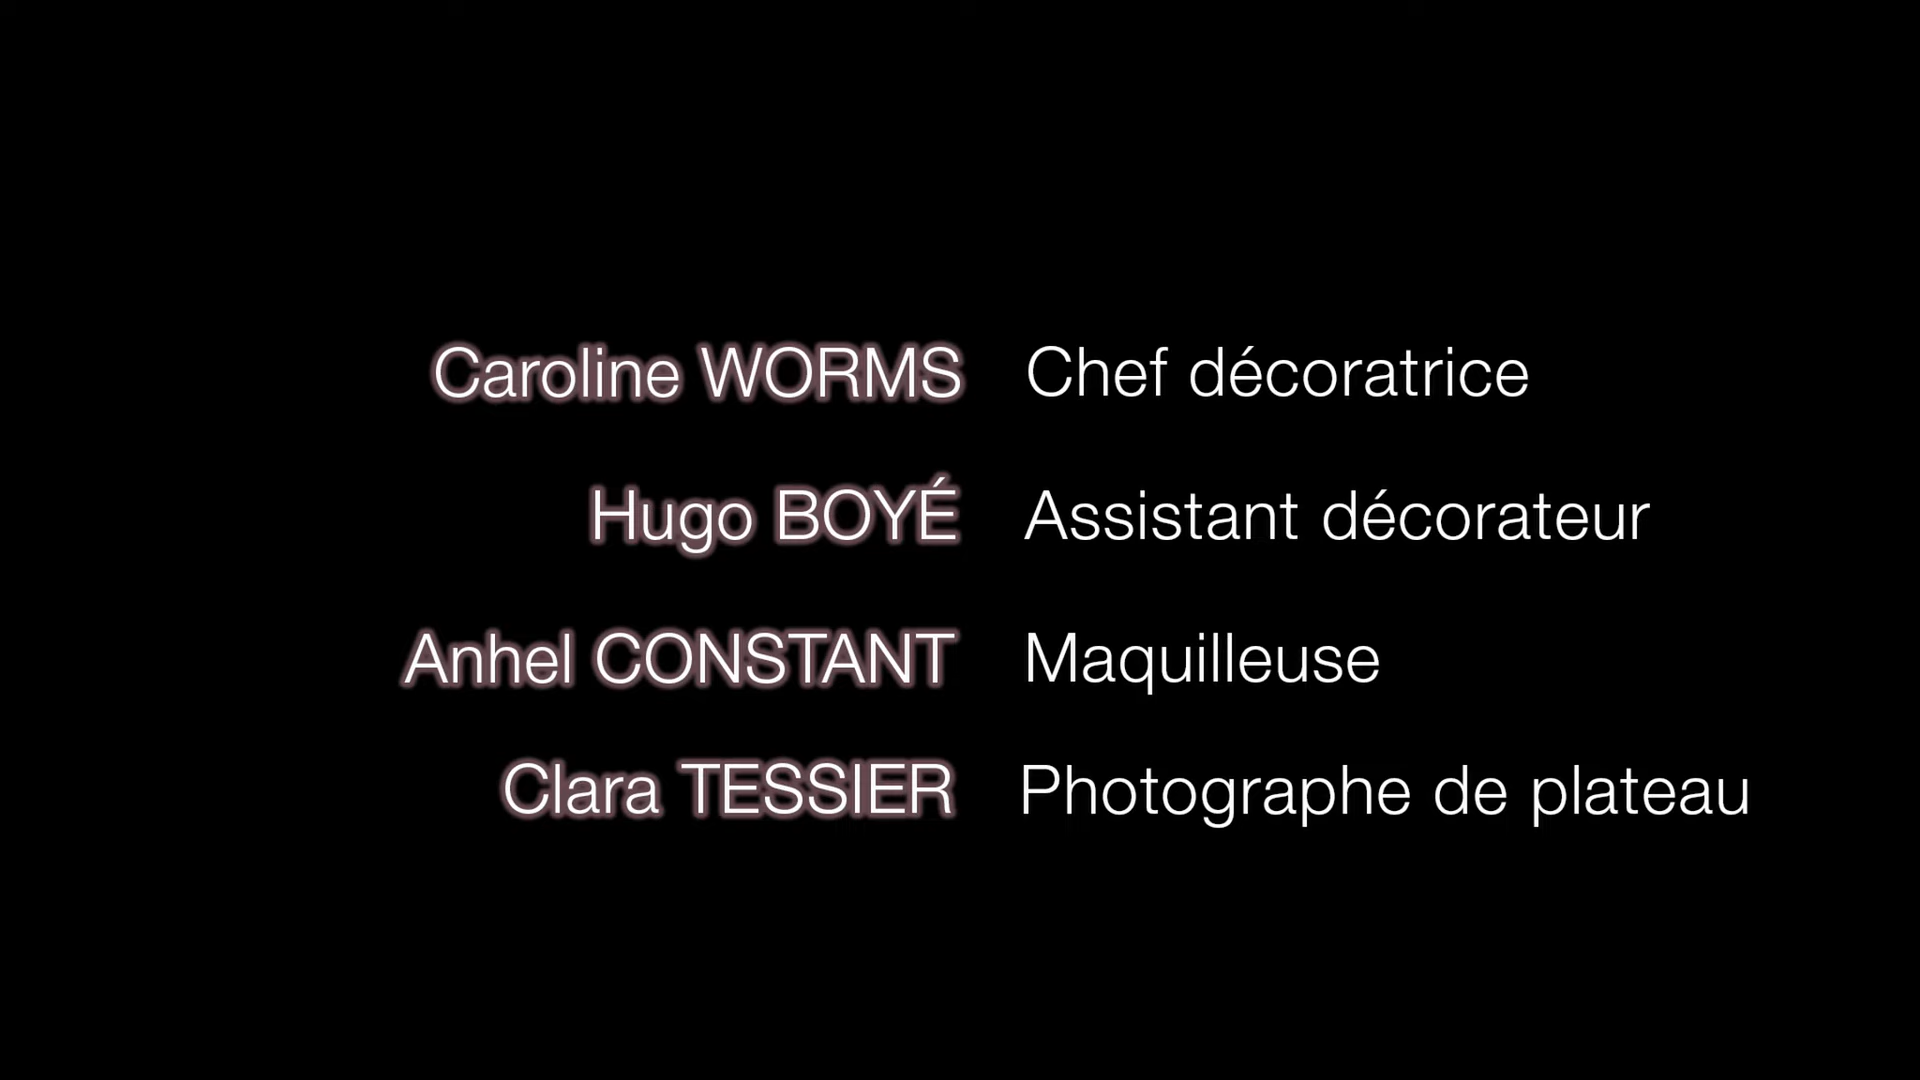 Caroline WORMS Chef décoratrice
Hugo BOYÉ Assistant décorateur
Anhel CONSTANT Maquilleuse
Clara TESSIER Photographe de plateau